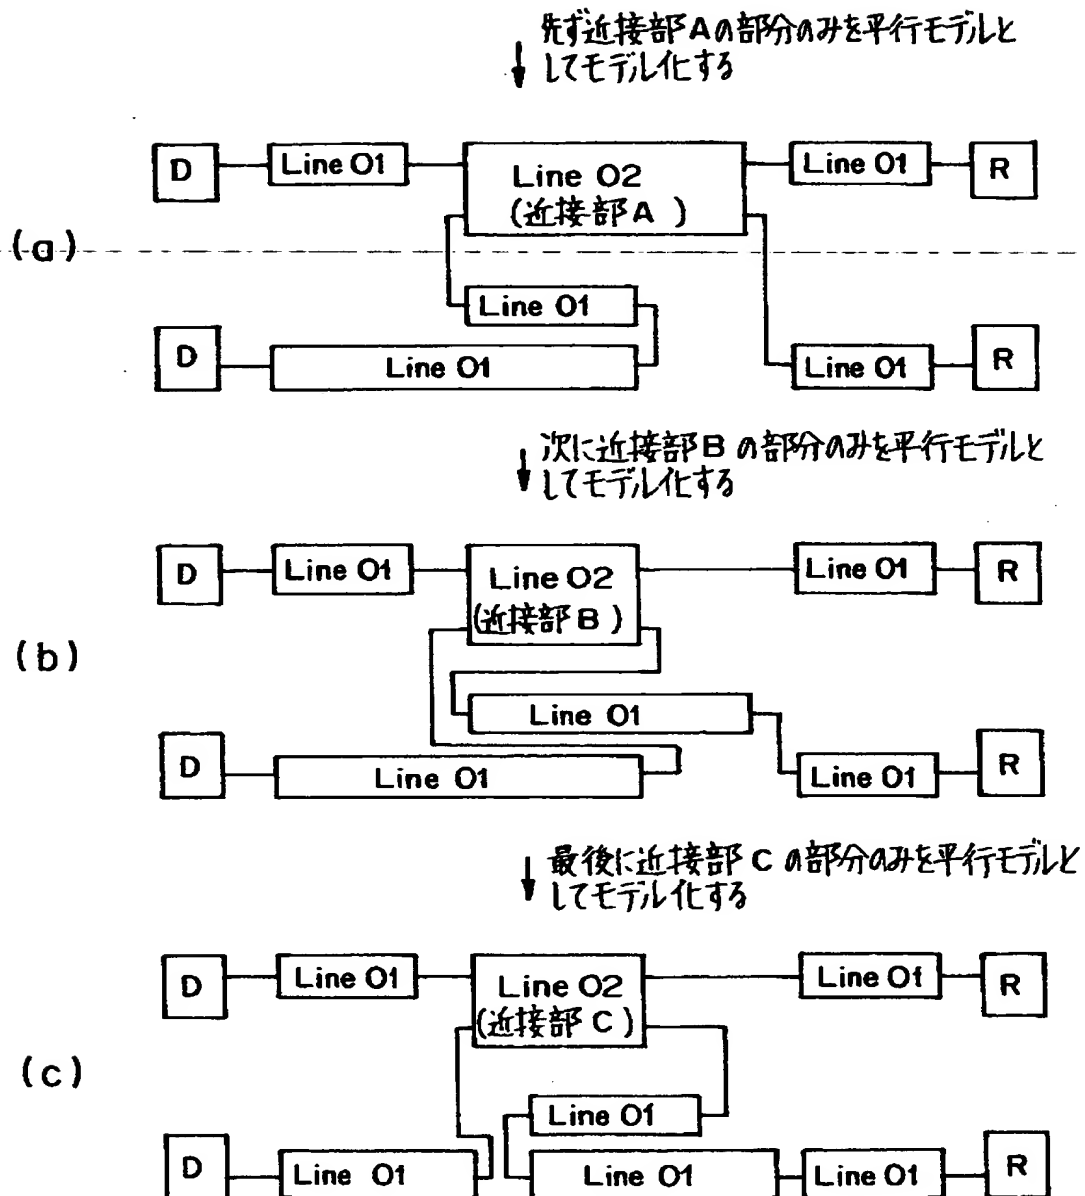 先ず近接部Aの部分のみを平行モデルと
してモデル化する
D Line 01 Line 02 Line 01 R
(近接部A)
(a)
Line 01
D Line 01 Line 01 R
次に近接部Bの部分のみを平行モデルと
してモデル化する
D Line 01 Line 02 Line 01 R
(近接部B)
(b)
Line 01
D Line 01 Line 01 R
最後に近接部Cの部分のみを平行モデルと
してモデル化する
D Line 01 Line 02 Line 01 R
(近接部C)
(c)
Line 01
D Line 01 Line 01 Line 01 R